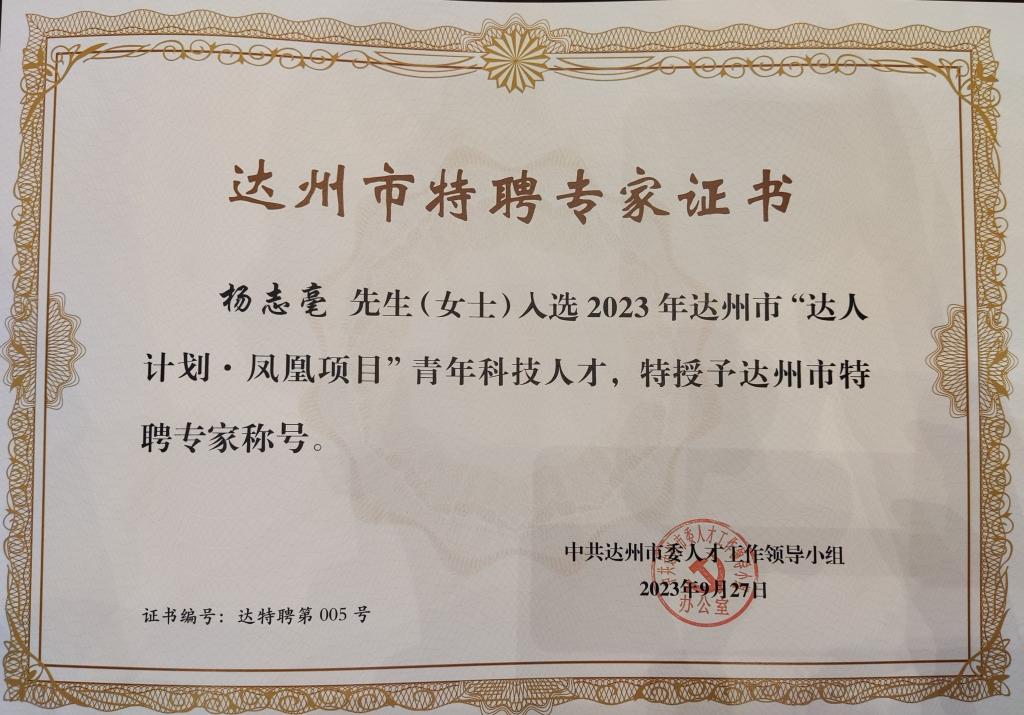 达州市特聘专家证书
杨志毫 先生（女士）入选 2023 年达州市“达人
计划·凤凰项目”青年科技人才，特授予达州市特
聘专家称号。
中共达州市委人才工作领导小组
2023年9月27日
办公室
证书编号：达特聘第 005 号